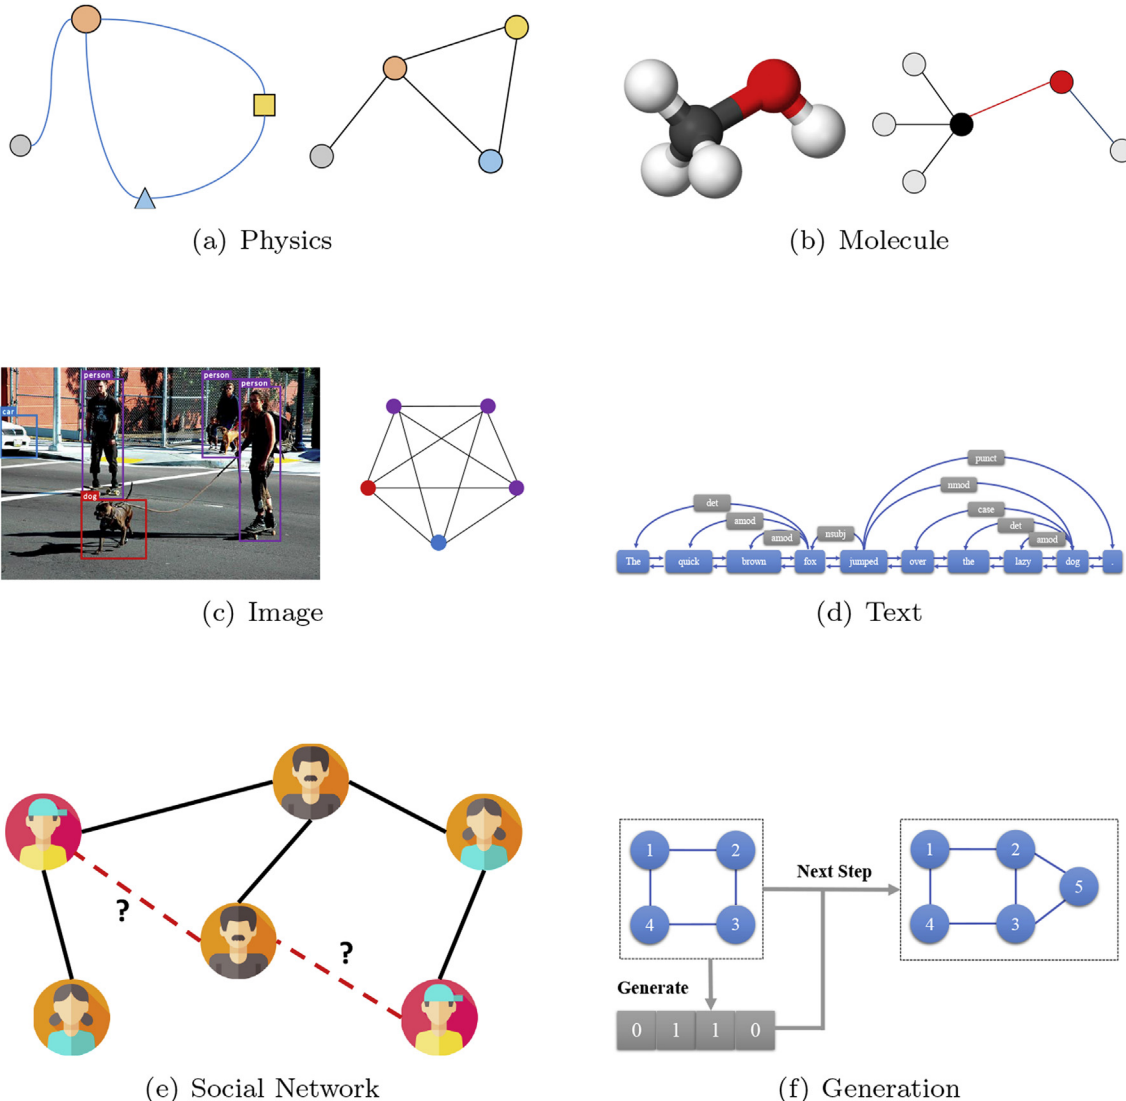 (a) Physics
(b) Molecule
person
person
person
car
dog
(c) Image
punct
nmod
det
case
amod
det
nsubj
amod
amod
The quick brown fox jumped over the lazy dog .
(d) Text
?
?
(e) Social Network
1 2
4 3
Next Step
1 2
5
4 3
Generate
0 1 1 0
(f) Generation